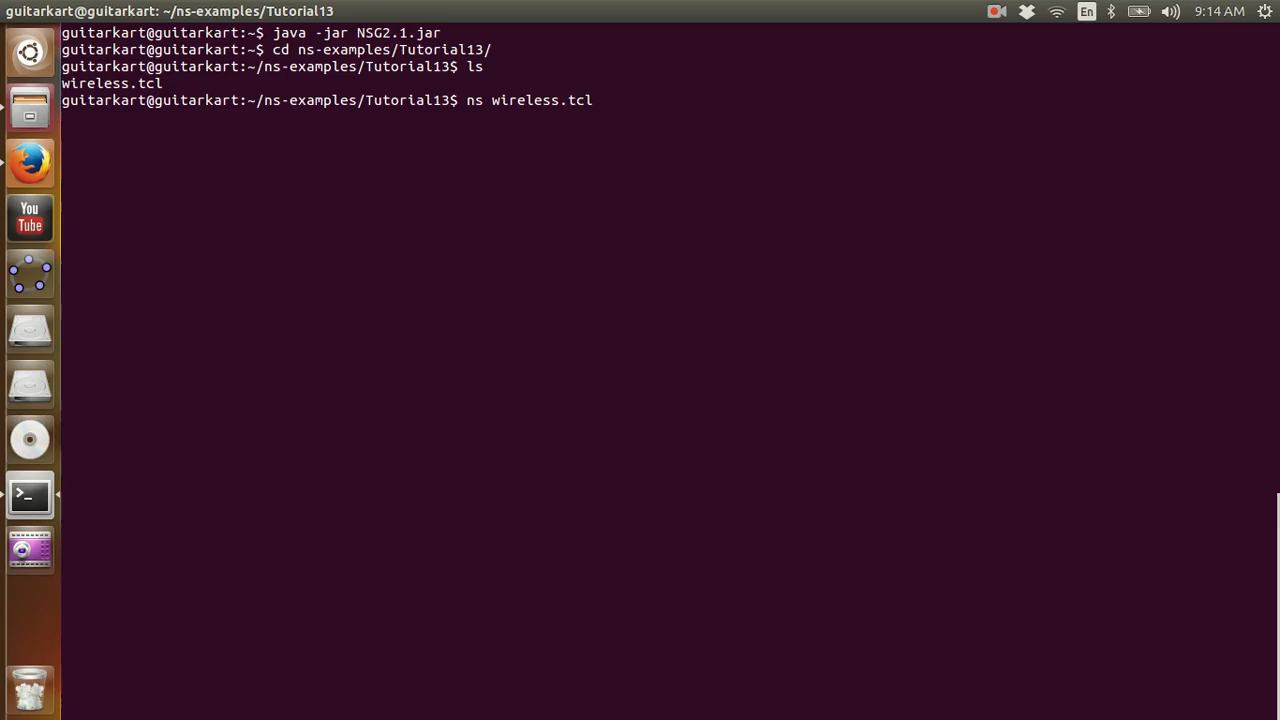 guitarkart@guitarkart: ~/ns-examples/Tutorial13
En
9:14 AM
guitarkart@guitarkart:~$ java -jar NSG2.1.jar
guitarkart@guitarkart:~$ cd ns-examples/Tutorial13/
guitarkart@guitarkart:~/ns-examples/Tutorial13$ ls
wireless.tcl
guitarkart@guitarkart:~/ns-examples/Tutorial13$ ns wireless.tcl
You
Tube
>_